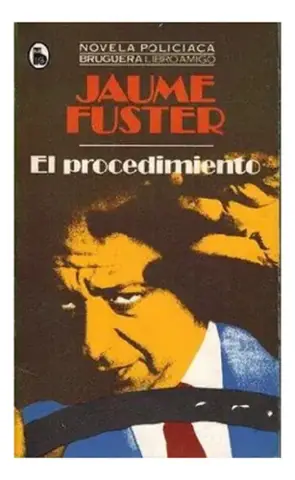 NOVELA POLICIACA
BRUGUERA LIBRO AMIGO
JAUME
FUSTER
El procedimiento